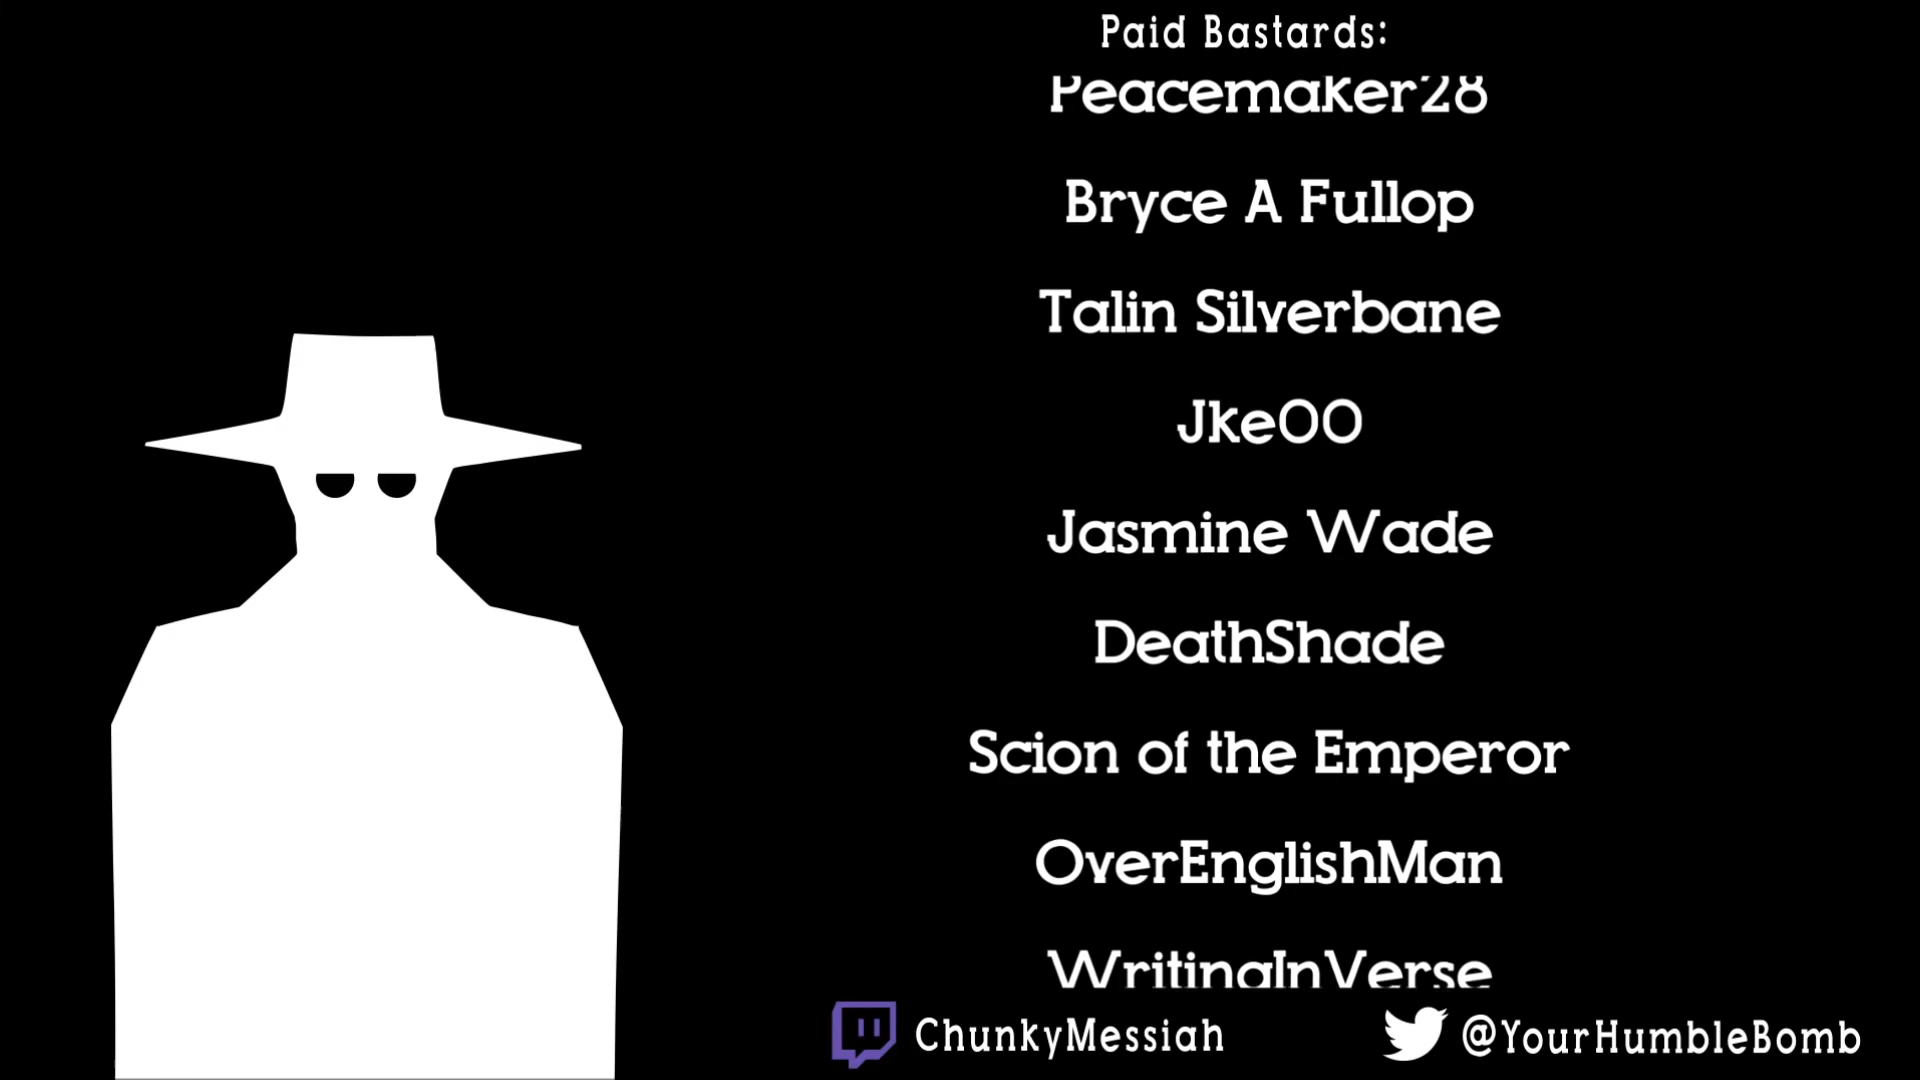 Paid Bastards:
Peacemaker28
Bryce A Fullop
Talin Silverbane
Jke00
Jasmine Wade
DeathShade
Scion of the Emperor
OverEnglishMan
WritingInVerse
ChunkyMessiah
@YourHumbleBomb